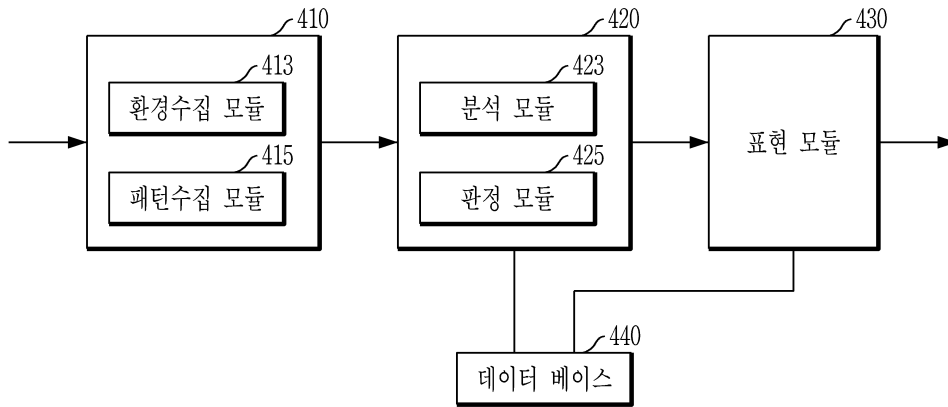 410
420
430
413
환경수집 모듈
415
패턴수집 모듈
423
분석 모듈
425
판정 모듈
표현 모듈
440
데이터 베이스